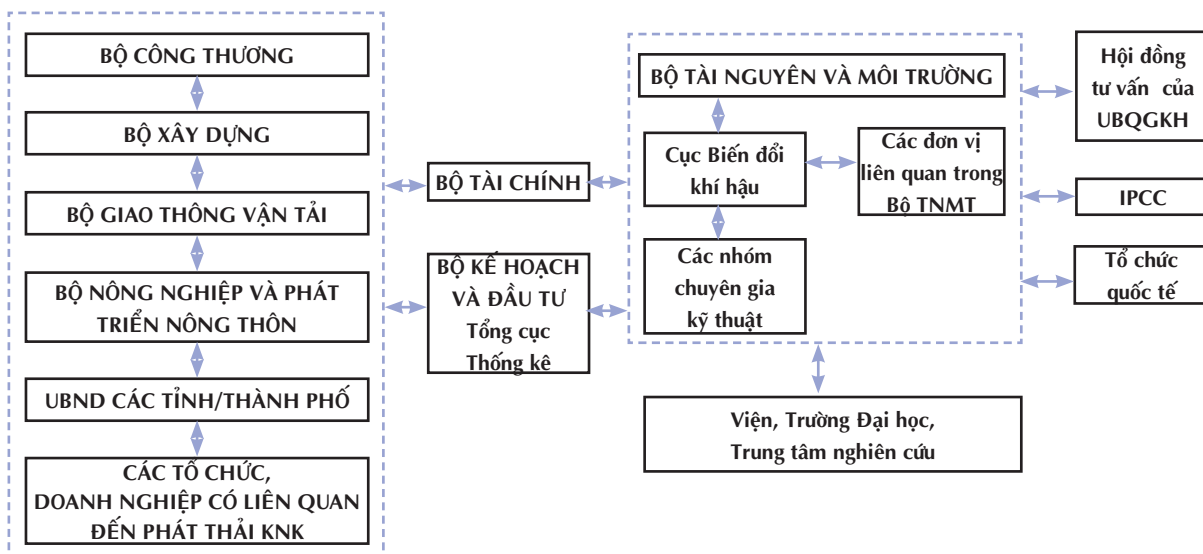 BỘ CÔNG THƯƠNG
BỘ XÂY DỰNG
BỘ GIAO THÔNG VẬN TẢI
BỘ NÔNG NGHIỆP VÀ PHÁT
TRIỂN NÔNG THÔN
UBND CÁC TỈNH/THÀNH PHỐ
CÁC TỔ CHỨC,
DOANH NGHIỆP CÓ LIÊN QUAN
ĐẾN PHÁT THẢI KNK
BỘ TÀI CHÍNH
BỘ KẾ HOẠCH
VÀ ĐẦU TƯ
Tổng cục
Thống kê
BỘ TÀI NGUYÊN VÀ MÔI TRƯỜNG
Cục Biến đổi
khí hậu
Các đơn vị
liên quan trong
Bộ TNMT
Các nhóm
chuyên gia
kỹ thuật
Viện, Trường Đại học,
Trung tâm nghiên cứu
Hội đồng
tư vấn của
UBQGKH
IPCC
Tổ chức
quốc tế